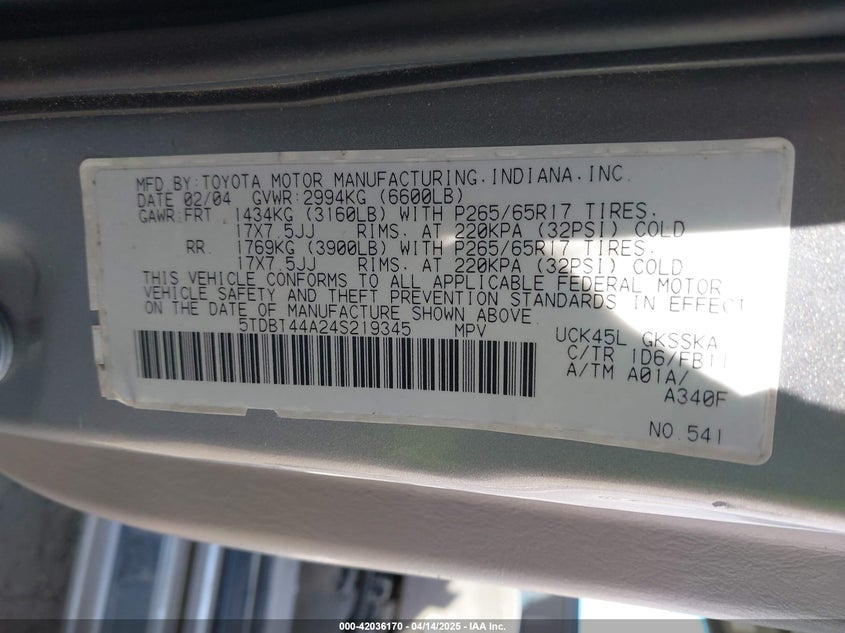 MFD.BY:TOYOTA MOTOR MANUFACTURING.INDIANA.INC.
DATE 02/04 GVWR:2994KG (6600LB)
GAWR:FRT 1434KG (3160LB) WITH P265/65R17 TIRES.
17X7.5JJ RIMS. AT 220KPA (32PSI) COLD
RR. 1769KG (3900LB) WITH P265/65R17 TIRES.
17X7.5JJ RIMS. AT 220KPA (32PSI) COLD
THIS VEHICLE CONFORMS TO ALL APPLICABLE FEDERAL MOTOR
VEHICLE SAFETY AND THEFT PREVENTION STANDARDS IN EFFECT
ON THE DATE OF MANUFACTURE SHOWN ABOVE.
5TDBT44A24S219345 MPV
UCK45L GKSSKA
C/TR 1D6/FB11
A/TM A01A/
A340F
NO.541
000-42036170 - 04/14/2025 - IAA Inc.